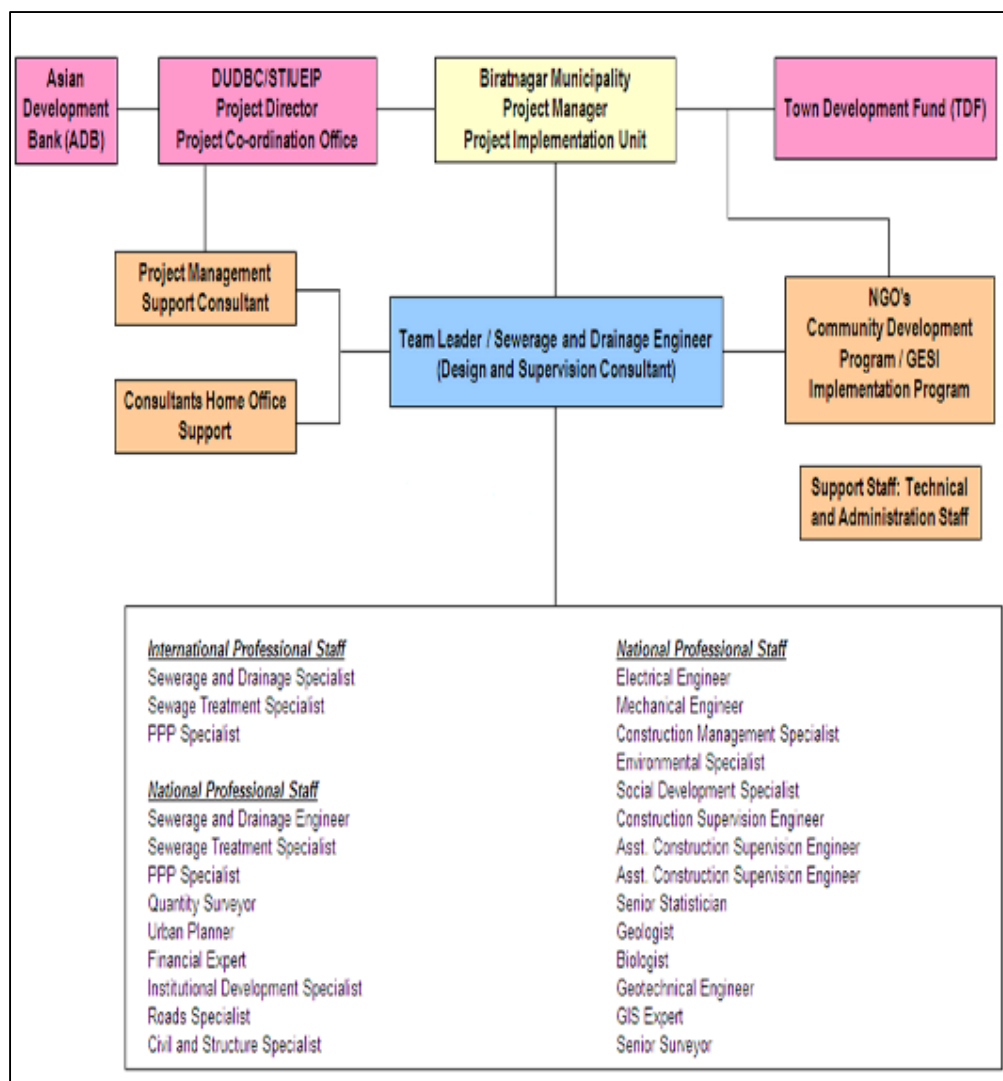 Asian
Development
Bank (ADB)
DUDBC/STIUEIP
Project Director
Project Co-ordination Office
Biratnagar Municipality
Project Manager
Project Implementation Unit
Town Development Fund (TDF)
Project Management
Support Consultant
Consultants Home Office
Support
Team Leader / Sewerage and Drainage Engineer
(Design and Supervision Consultant)
NGO's
Community Development
Program / GESI
Implementation Program
Support Staff: Technical
and Administration Staff
International Professional Staff
Sewerage and Drainage Specialist
Sewage Treatment Specialist
PPP Specialist
National Professional Staff
Sewerage and Drainage Engineer
Sewerage Treatment Specialist
PPP Specialist
Quantity Surveyor
Urban Planner
Financial Expert
Institutional Development Specialist
Roads Specialist
Civil and Structure Specialist
National Professional Staff
Electrical Engineer
Mechanical Engineer
Construction Management Specialist
Environmental Specialist
Social Development Specialist
Construction Supervision Engineer
Asst. Construction Supervision Engineer
Asst. Construction Supervision Engineer
Senior Statistician
Geologist
Biologist
Geotechnical Engineer
GIS Expert
Senior Surveyor